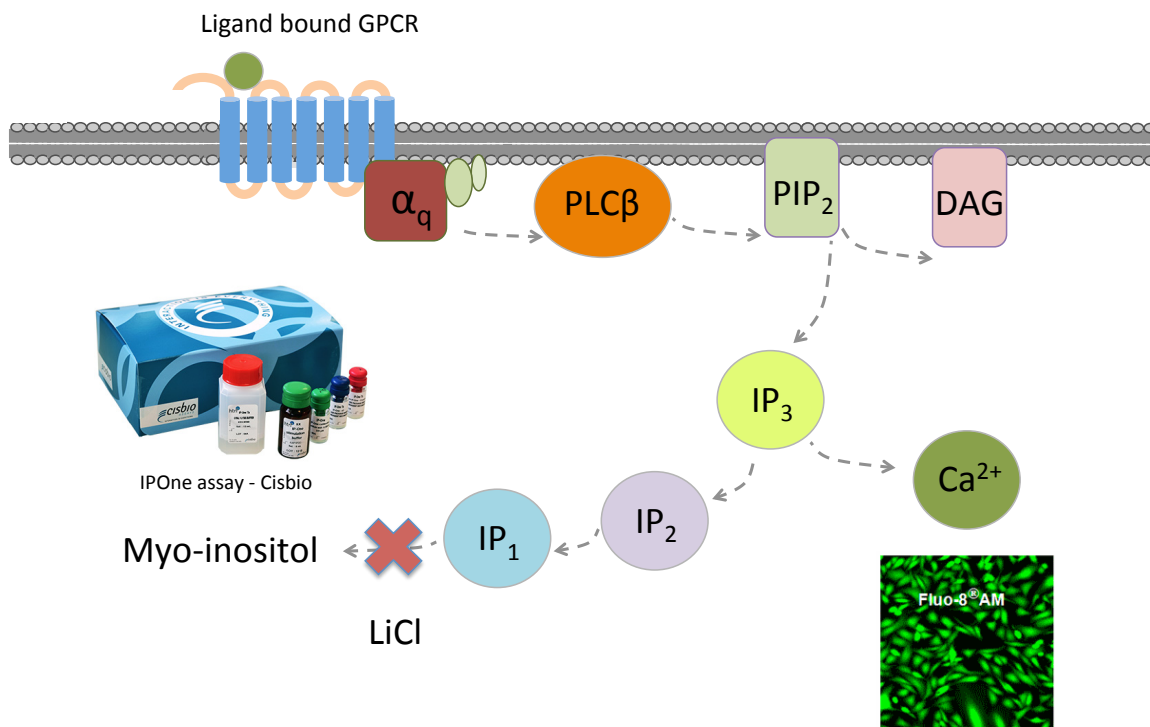 Ligand bound GPCR
αq
PLCβ
PIP2
DAG
IP3
Ca2+
IP2
IP1
CISBIO
IPOne assay - Cisbio
Myo-inositol
LiCl
Fluo-8®AM